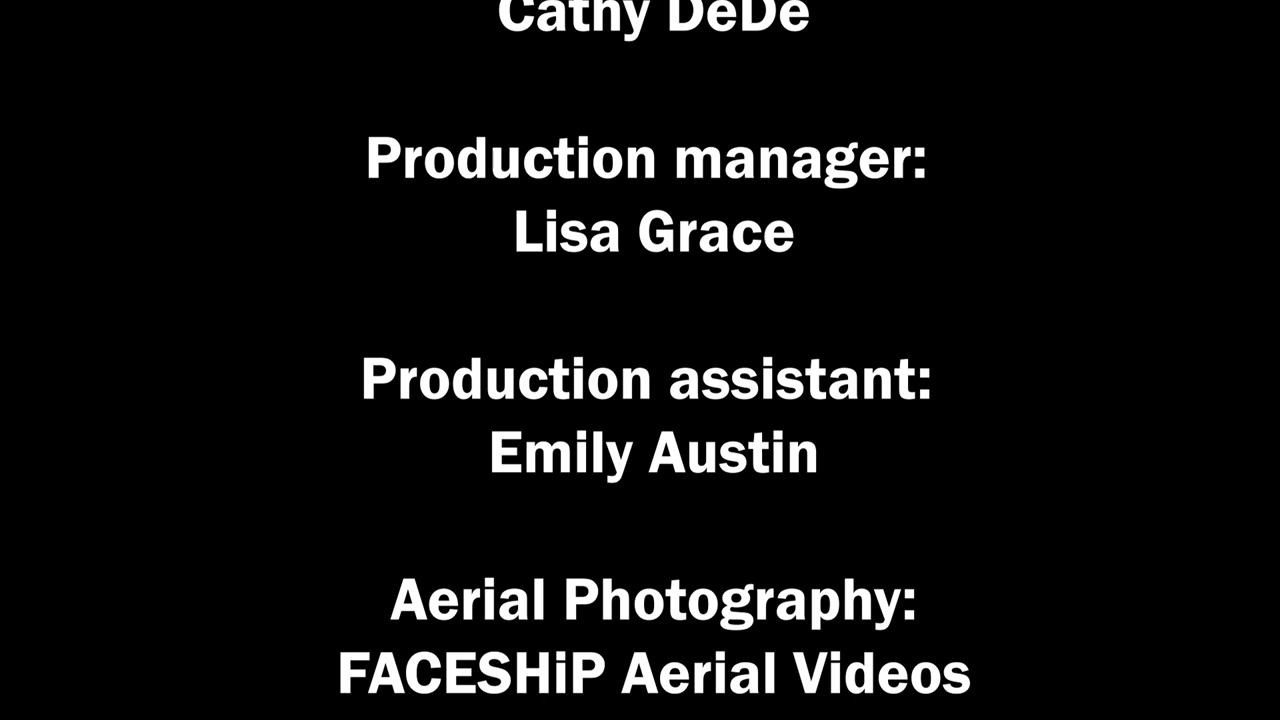 Cathy DeDe
Production manager:
Lisa Grace
Production assistant:
Emily Austin
Aerial Photography:
FACESHiP Aerial Videos